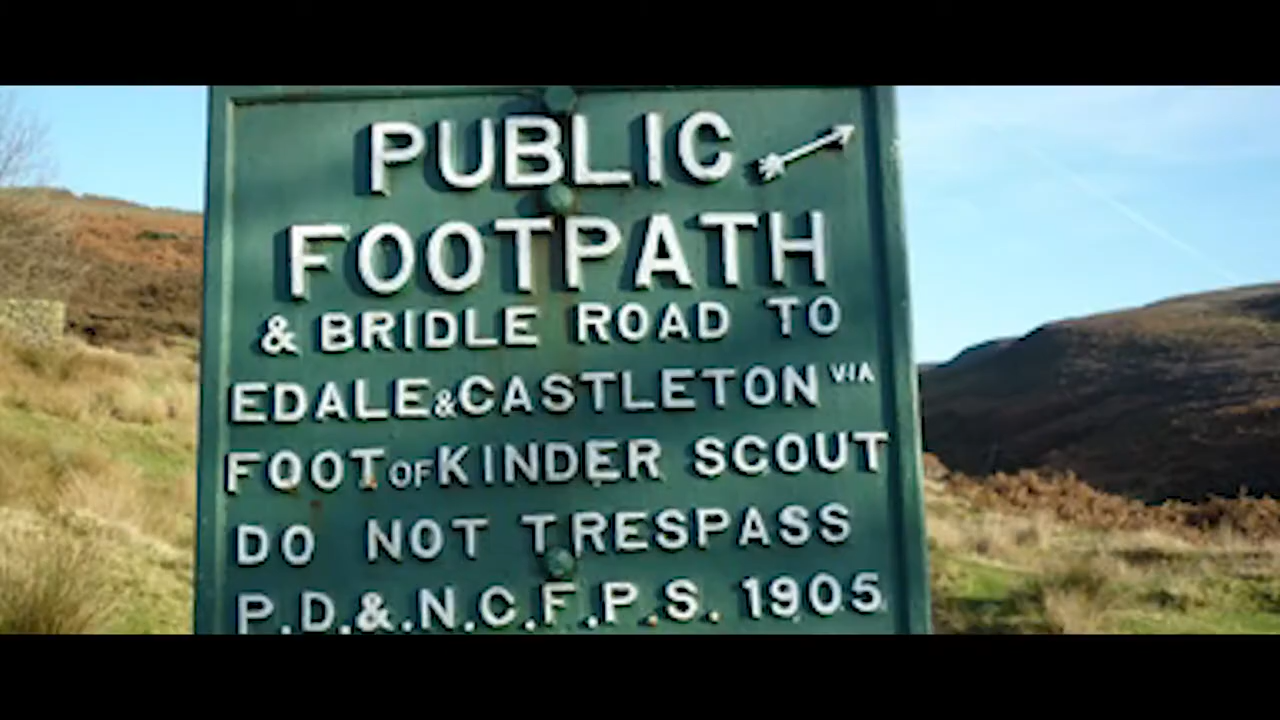 PUBLIC
FOOTPATH
& BRIDLE ROAD TO
EDALE & CASTLETON VIA
FOOT OF KINDER SCOUT
DO NOT TRESPASS
P.D.&.N.C.F.P.S. 1905.